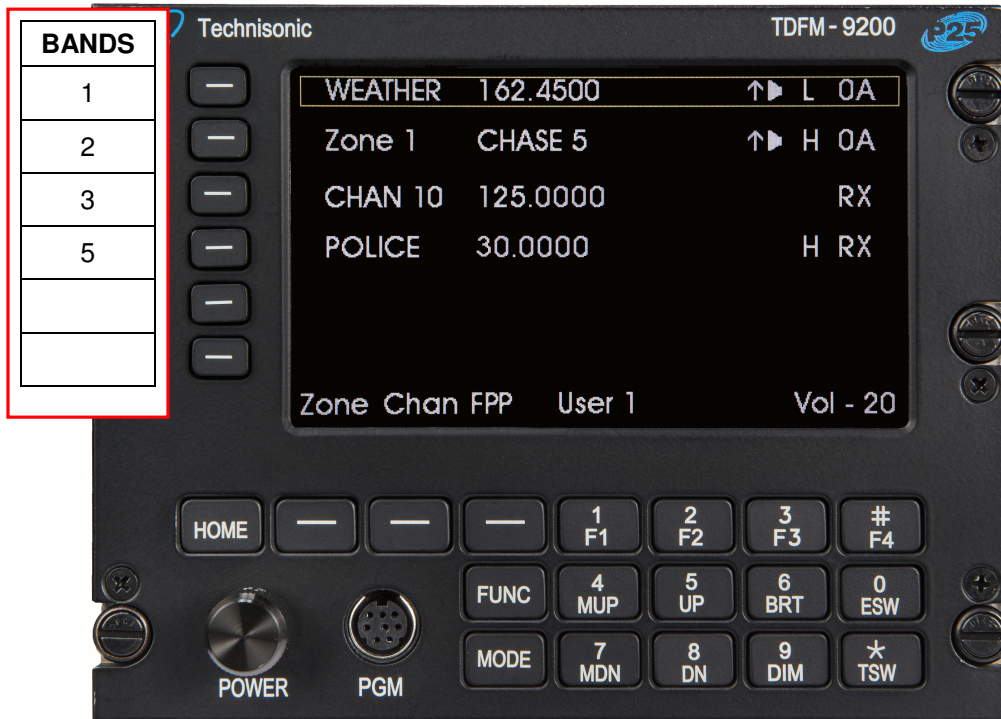 BANDS
1
2
3
5
Technisonic TDFM - 9200 P25
WEATHER 162.4500 ↑ L 0A
Zone 1 CHASE 5 ↑ H 0A
CHAN 10 125.0000 RX
POLICE 30.0000 H RX
Zone Chan FPP User 1 Vol - 20
HOME 1 F1 2 F2 3 F3 # F4
FUNC 4 MUP 5 UP 6 BRT 0 ESW
MODE 7 MDN 8 DN 9 DIM * TSW
POWER PGM